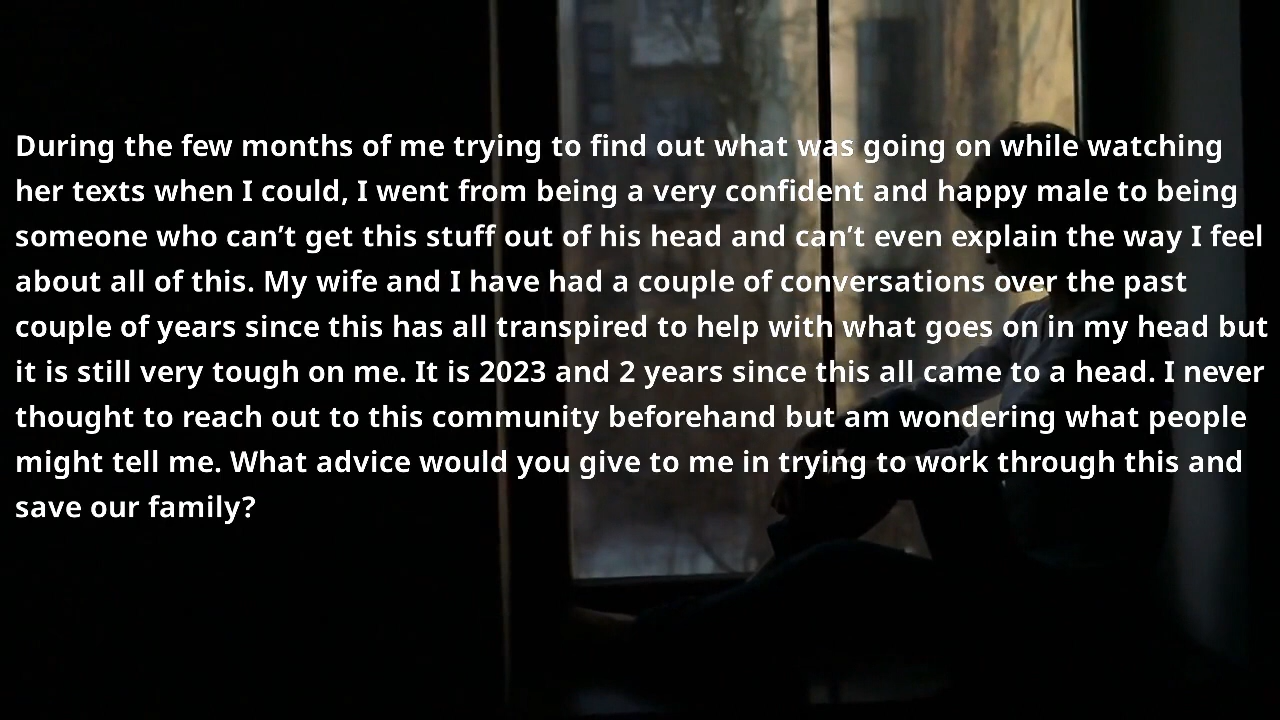 During the few months of me trying to find out what was going on while watching
her texts when I could, I went from being a very confident and happy male to being
someone who can’t get this stuff out of his head and can’t even explain the way I feel
about all of this. My wife and I have had a couple of conversations over the past
couple of years since this has all transpired to help with what goes on in my head but
it is still very tough on me. It is 2023 and 2 years since this all came to a head. I never
thought to reach out to this community beforehand but am wondering what people
might tell me. What advice would you give to me in trying to work through this and
save our family?